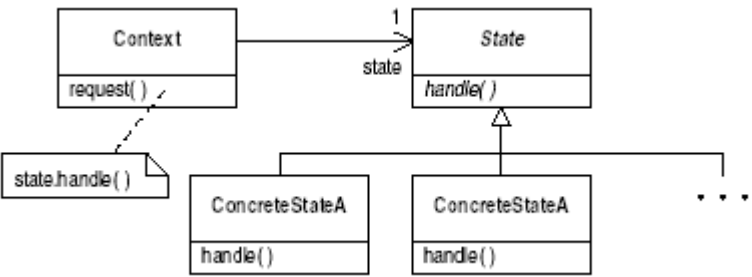 Context
request( )
1
state
State
handle( )
state.handle( )
ConcreteStateA
handle( )
ConcreteStateA
handle( )
. . .